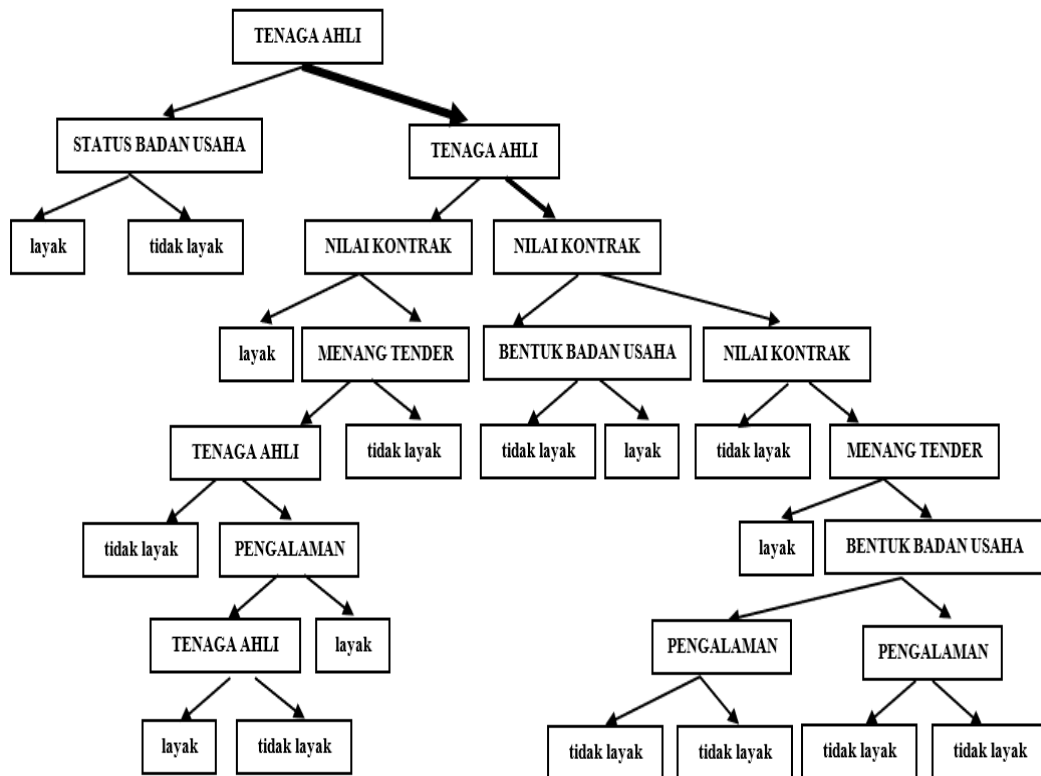 TENAGA AHLI
STATUS BADAN USAHA
TENAGA AHLI
layak
tidak layak
NILAI KONTRAK
NILAI KONTRAK
layak
MENANG TENDER
BENTUK BADAN USAHA
NILAI KONTRAK
TENAGA AHLI
tidak layak
tidak layak
layak
tidak layak
MENANG TENDER
tidak layak
PENGALAMAN
layak
BENTUK BADAN USAHA
TENAGA AHLI
layak
PENGALAMAN
PENGALAMAN
layak
tidak layak
tidak layak
tidak layak
tidak layak
tidak layak